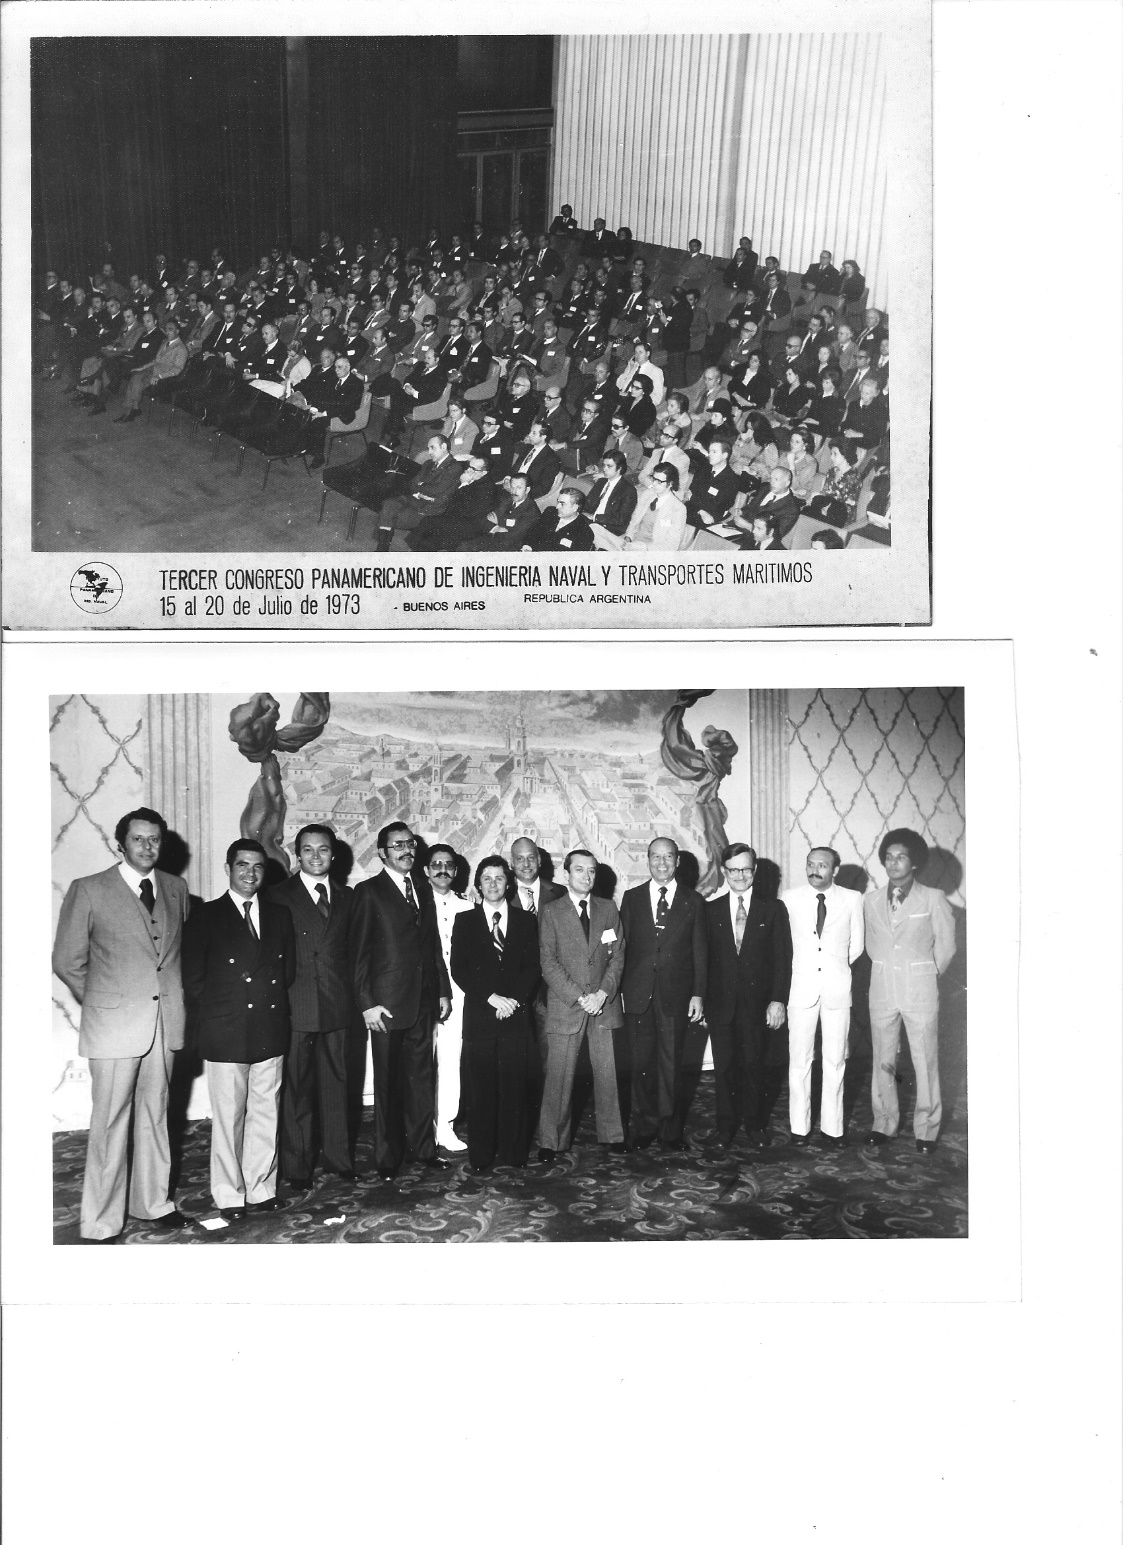 TERCER CONGRESO PANAMERICANO DE INGENIERIA NAVAL Y TRANSPORTES MARITIMOS
15 al 20 de Julio de 1973 - BUENOS AIRES REPUBLICA ARGENTINA